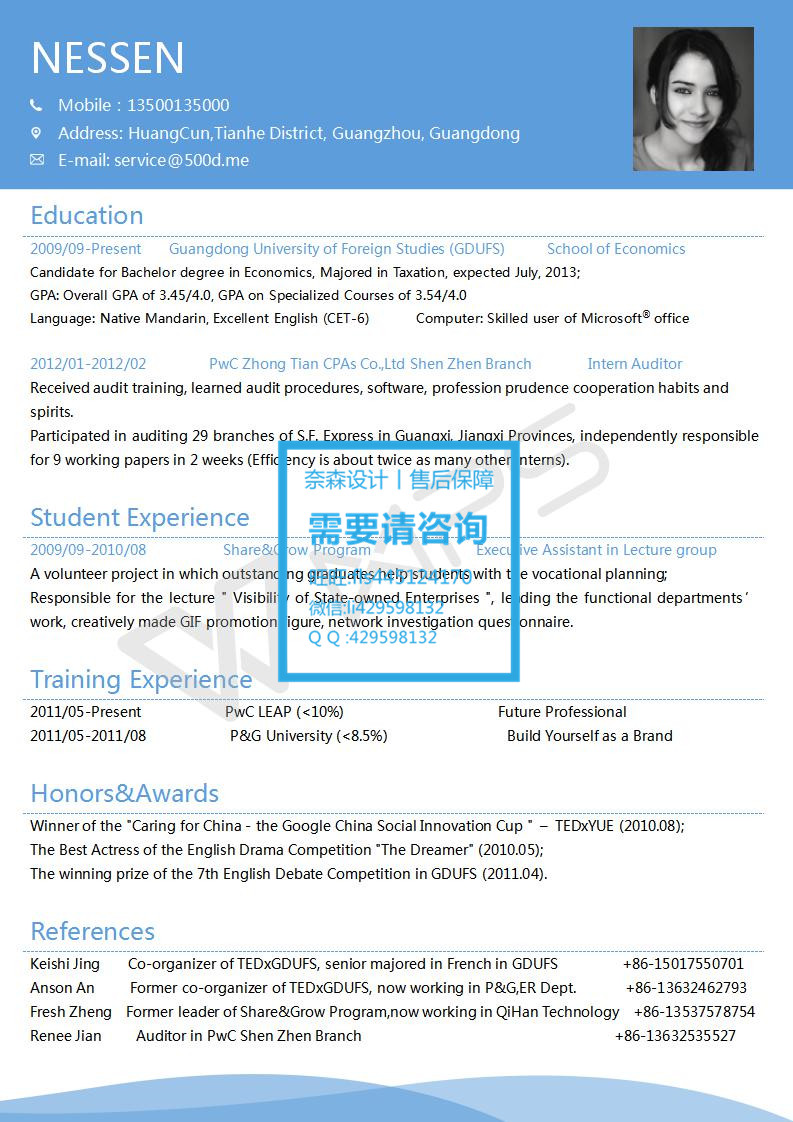 NESSEN
Mobile：13500135000
Address: HuangCun,Tianhe District, Guangzhou, Guangdong
E-mail: service@500d.me
Education
2009/09-Present Guangdong University of Foreign Studies (GDUFS) School of Economics
Candidate for Bachelor degree in Economics, Majored in Taxation, expected July, 2013;
GPA: Overall GPA of 3.45/4.0, GPA on Specialized Courses of 3.54/4.0
Language: Native Mandarin, Excellent English (CET-6) Computer: Skilled user of Microsoft® office
2012/01-2012/02 PwC Zhong Tian CPAs Co.,Ltd Shen Zhen Branch Intern Auditor
Received audit training, learned audit procedures, software, profession prudence cooperation habits and
spirits.
Participated in auditing 29 branches of S.F. Express in Guangxi, Jiangxi Provinces, independently responsible
for 9 working papers in 2 weeks (Efficiency is about twice as many other interns).
奈森设计丨售后保障
需要请咨询
微信:li429598132
Q Q :429598132
Student Experience
2009/09-2010/08 Share&Grow Program Executive Assistant in Lecture group
A volunteer project in which outstanding graduates help students with the vocational planning;
Responsible for the lecture " Visibility of State-owned Enterprises ", leading the functional departments’
work, creatively made GIF promotion figure, network investigation questionnaire.
WPS
Training Experience
2011/05-Present PwC LEAP (<10%) Future Professional
2011/05-2011/08 P&G University (<8.5%) Build Yourself as a Brand
Honors&Awards
Winner of the "Caring for China - the Google China Social Innovation Cup " – TEDxYUE (2010.08);
The Best Actress of the English Drama Competition "The Dreamer" (2010.05);
The winning prize of the 7th English Debate Competition in GDUFS (2011.04).
References
Keishi Jing Co-organizer of TEDxGDUFS, senior majored in French in GDUFS +86-15017550701
Anson An Former co-organizer of TEDxGDUFS, now working in P&G,ER Dept. +86-13632462793
Fresh Zheng Former leader of Share&Grow Program,now working in QiHan Technology +86-13537578754
Renee Jian Auditor in PwC Shen Zhen Branch +86-13632535527